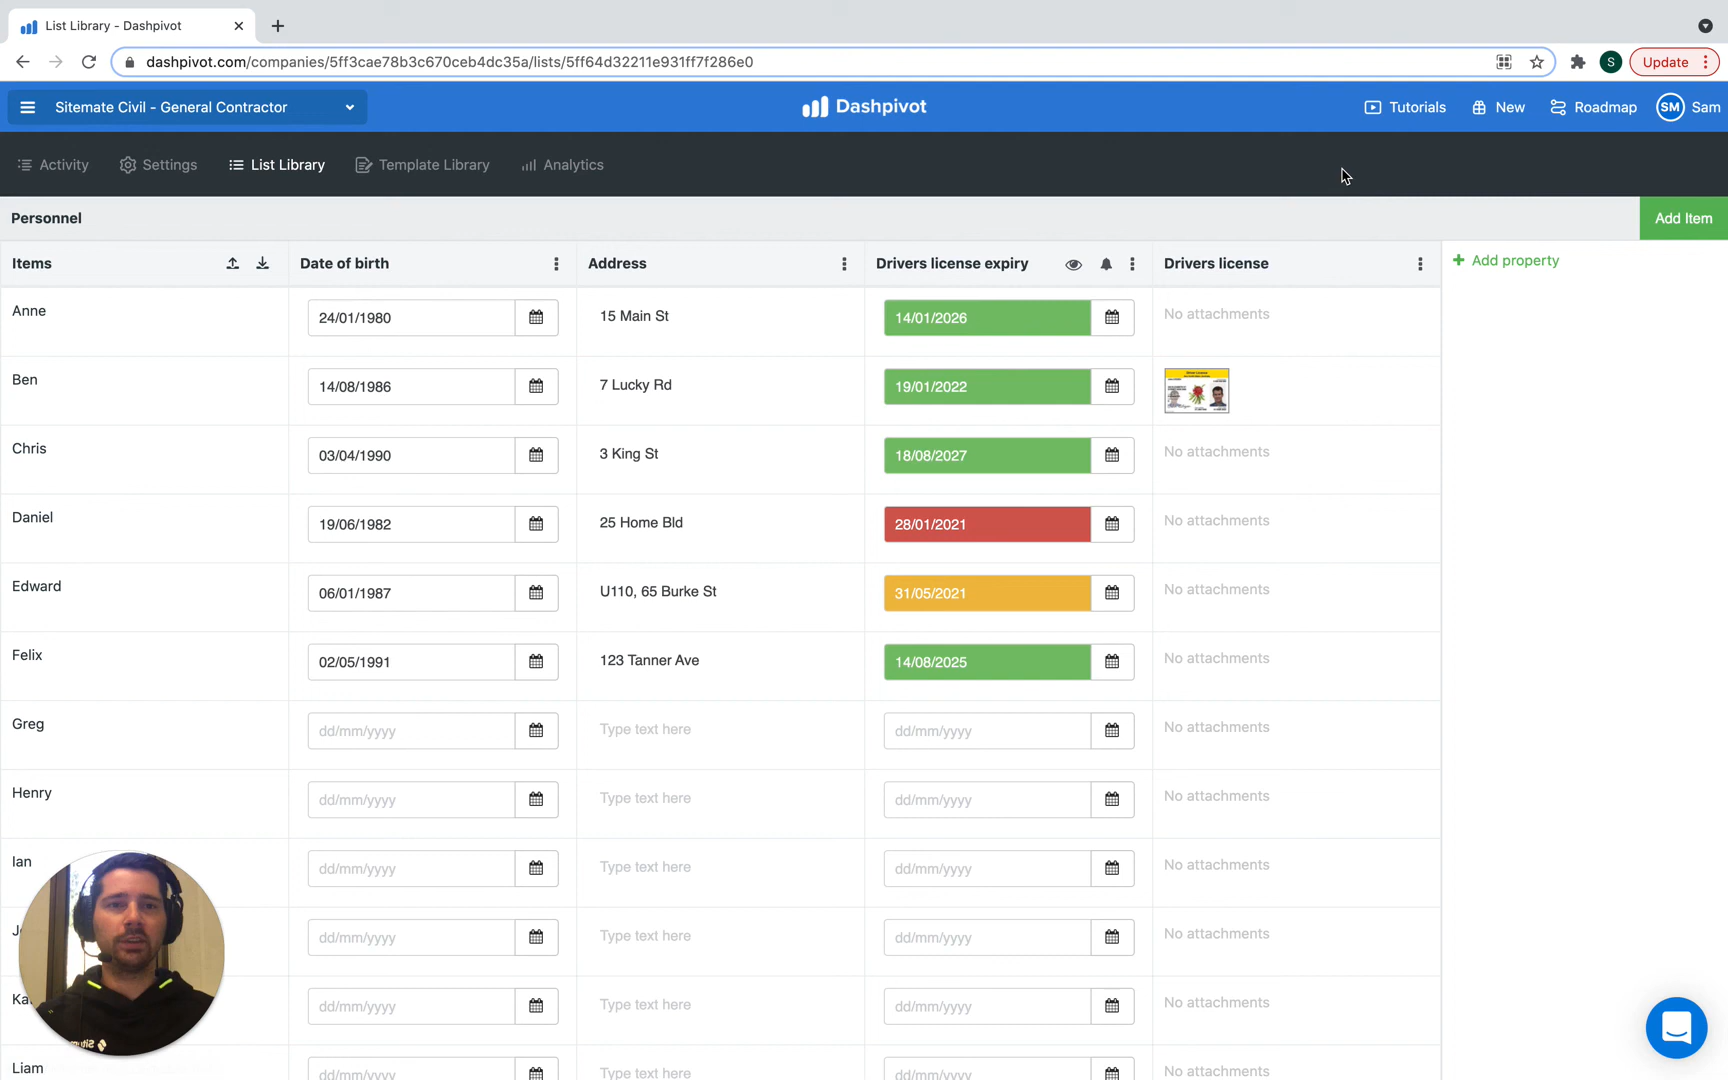 List Library - Dashpivot
dashpivot.com/companies/5ff3cae78b3c670ceb4dc35a/lists/5ff64d32211e931ff7f286e0
S
Update
Sitemate Civil - General Contractor
Dashpivot
Tutorials
New
Roadmap
SM
Sam
Activity
Settings
List Library
Template Library
Analytics
Personnel
Add Item
Items
Date of birth
Address
Drivers license expiry
Drivers license
Add property
Anne
24/01/1980
15 Main St
14/01/2026
No attachments
Ben
14/08/1986
7 Lucky Rd
19/01/2022
Chris
03/04/1990
3 King St
18/08/2027
No attachments
Daniel
19/06/1982
25 Home Bld
28/01/2021
No attachments
Edward
06/01/1987
U110, 65 Burke St
31/05/2021
No attachments
Felix
02/05/1991
123 Tanner Ave
14/08/2025
No attachments
Greg
dd/mm/yyyy
Type text here
dd/mm/yyyy
No attachments
Henry
dd/mm/yyyy
Type text here
dd/mm/yyyy
No attachments
Ian
dd/mm/yyyy
Type text here
dd/mm/yyyy
No attachments
dd/mm/yyyy
Type text here
dd/mm/yyyy
No attachments
dd/mm/yyyy
Type text here
dd/mm/yyyy
No attachments
Liam
dd/mm/yyyy
Type text here
dd/mm/yyyy
No attachments